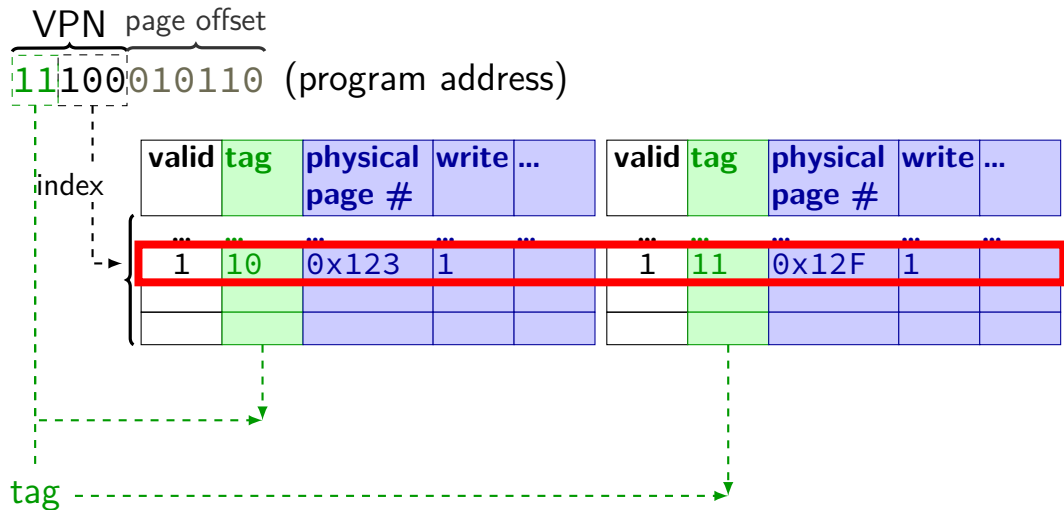 VPN page offset
11100010110 (program address)
valid tag physical page # write ... valid tag physical page # write ...
index
... ... ... ... ... ... ... ... ... ...
1 10 0x123 1 1 11 0x12F 1
tag